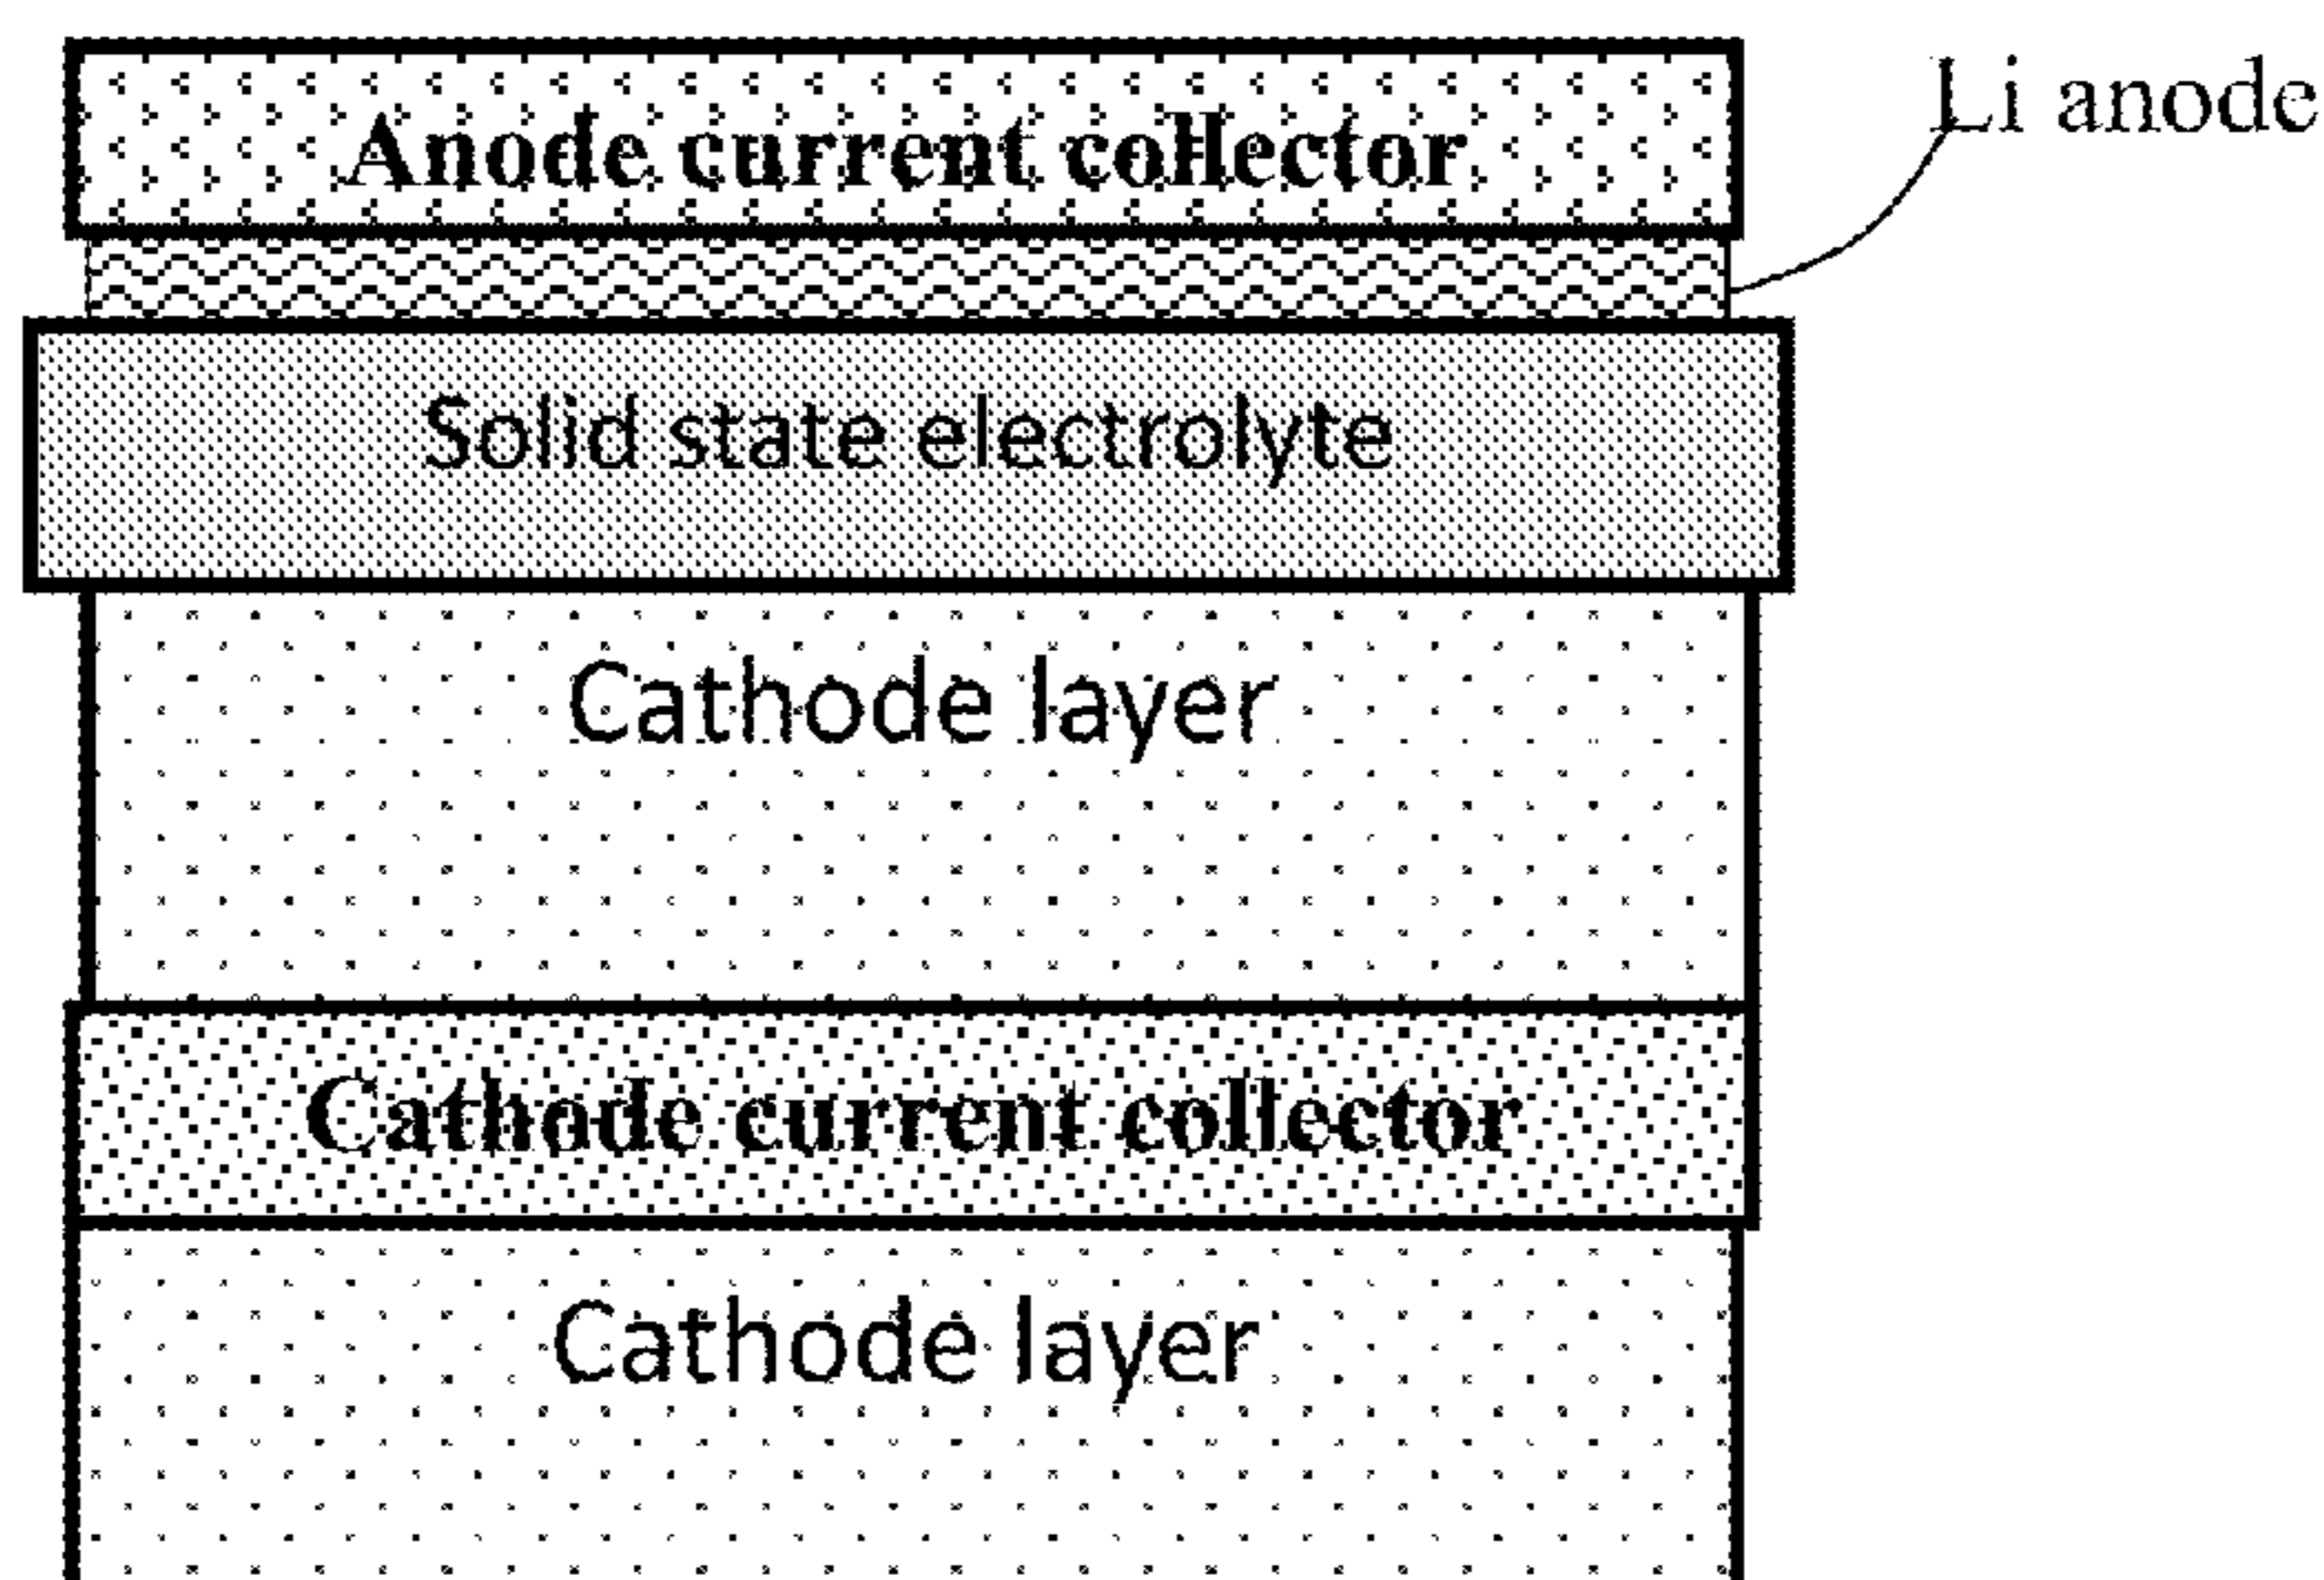 Li anode
Anode current collector
Solid state electrolyte
Cathode layer
Cathode current collector
Cathode layer